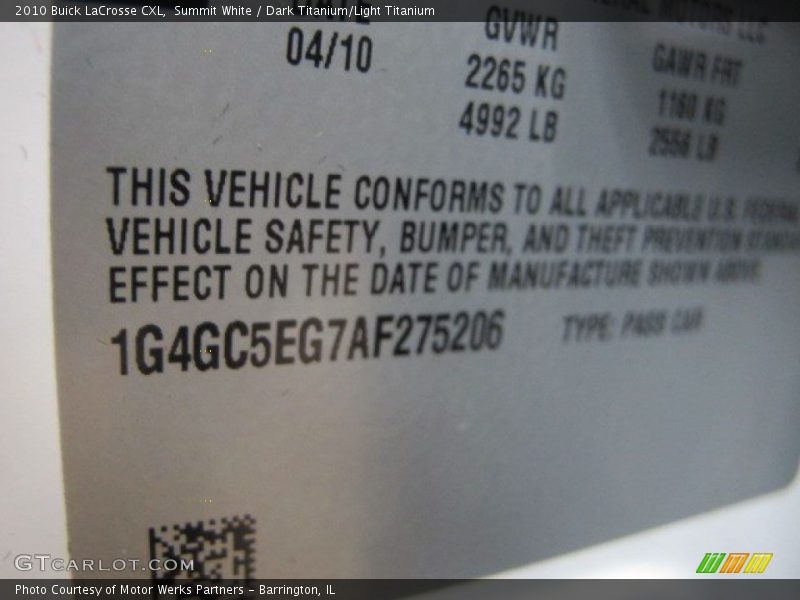 2010 Buick LaCrosse CXL, Summit White / Dark Titanium/Light Titanium
MOTORS LLC
04/10
GVWR
GAWR FRT
2265 KG
1160 KG
4992 LB
2556 LB
THIS VEHICLE CONFORMS TO ALL APPLICABLE U.S. FEDERAL
VEHICLE SAFETY, BUMPER, AND THEFT PREVENTION
EFFECT ON THE DATE OF MANUFACTURE SHOWN ABOVE.
1G4GC5EG7AF275206
TYPE: PASS CAR
GTCARLOT.COM
Photo Courtesy of Motor Werks Partners - Barrington, IL